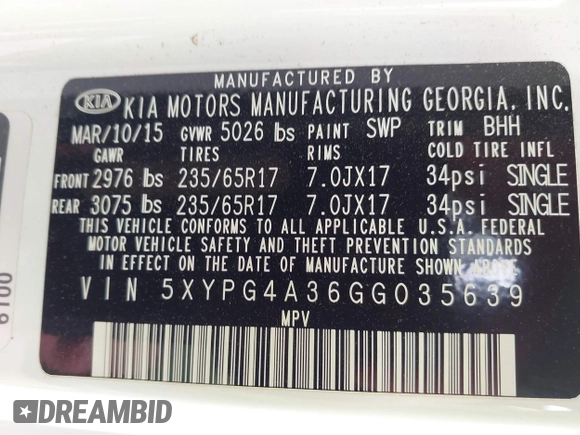 MANUFACTURED BY
KIA KIA MOTORS MANUFACTURING GEORGIA, INC.
MAR/10/15 GVWR 5026 lbs PAINT SWP TRIM BHH
GAWR TIRES RIMS COLD TIRE INFL
FRONT 2976 lbs 235/65R17 7.0JX17 34psi SINGLE
REAR 3075 lbs 235/65R17 7.0JX17 34psi SINGLE
THIS VEHICLE CONFORMS TO ALL APPLICABLE U.S.A. FEDERAL
MOTOR VEHICLE SAFETY AND THEFT PREVENTION STANDARDS
IN EFFECT ON THE DATE OF MANUFACTURE SHOWN ABOVE.
VIN 5XYPG4A36GG035639
MPV
6100
DREAMBID